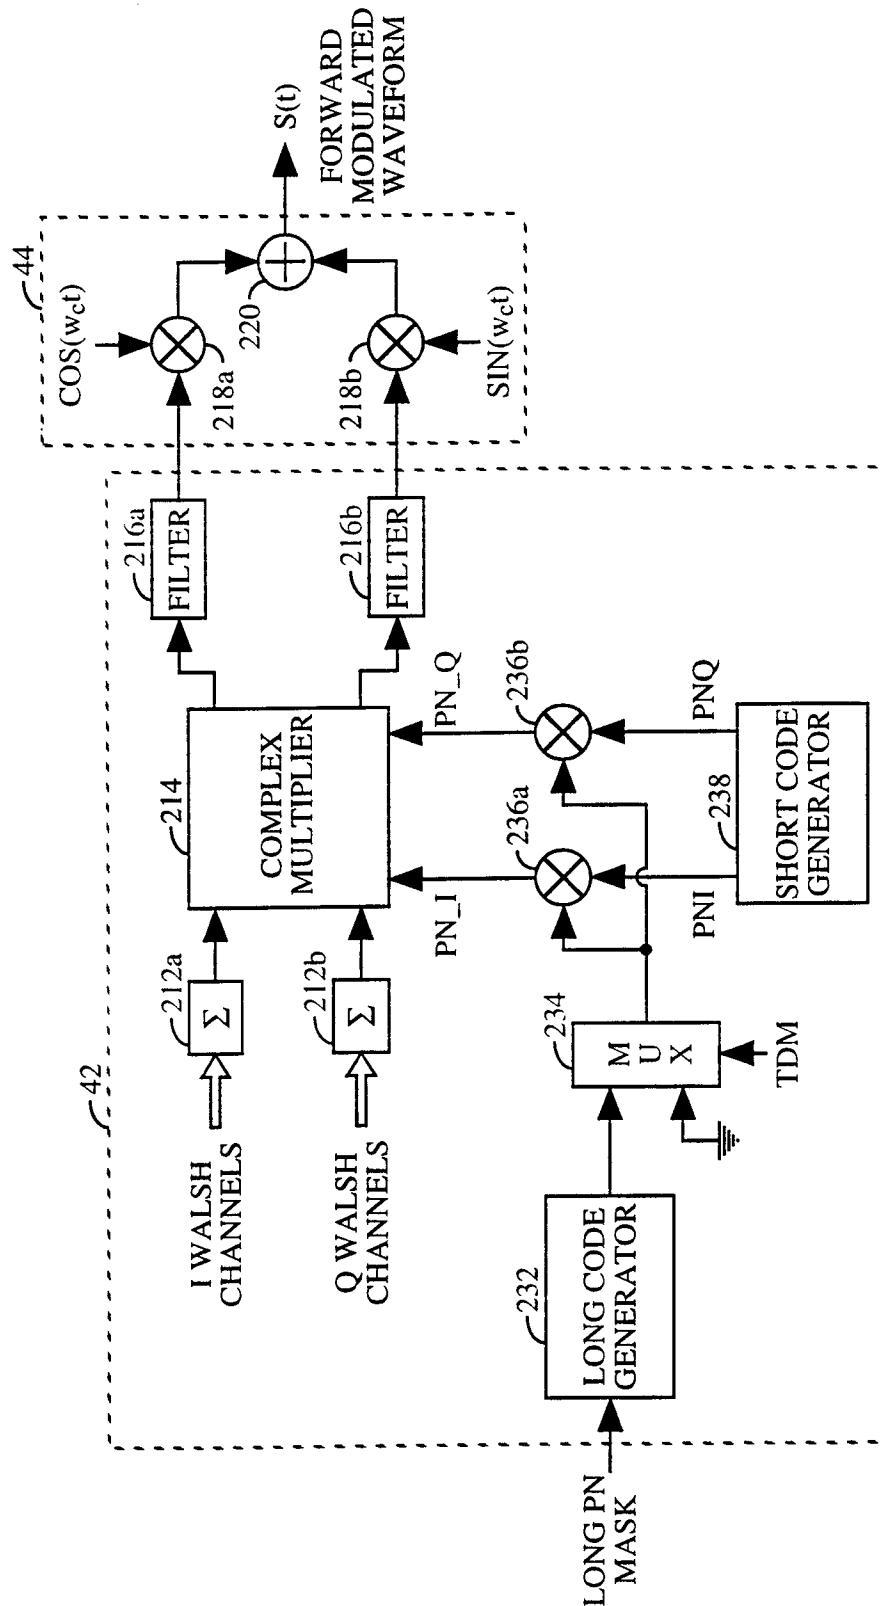 42
44
I WALSH
CHANNELS
212a
Σ
Q WALSH
CHANNELS
212b
Σ
214
COMPLEX
MULTIPLIER
216a
FILTER
216b
FILTER
COS(wct)
218a
218b
SIN(wct)
220
S(t)
FORWARD
MODULATED
WAVEFORM
PN_I
PN_Q
236a
236b
LONG PN
MASK
232
LONG CODE
GENERATOR
234
M
U
X
TDM
PNI
PNQ
238
SHORT CODE
GENERATOR